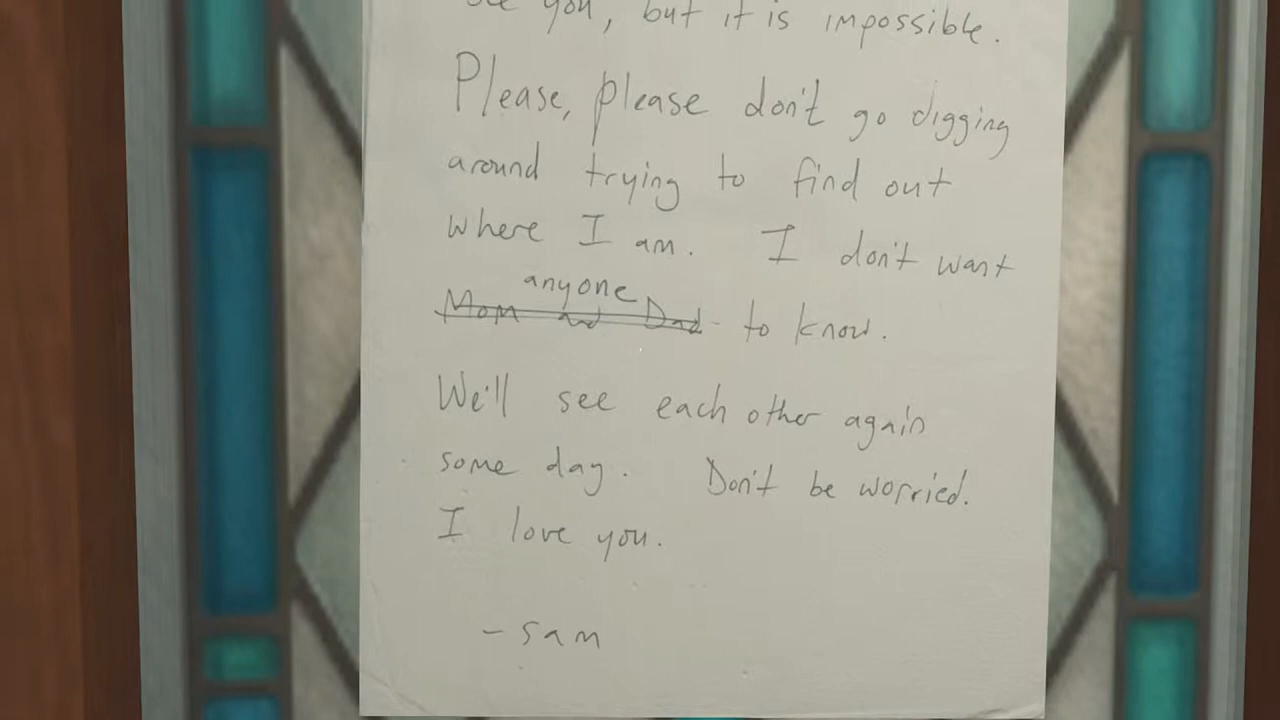 see you, but it is impossible.
Please, please don't go digging
around trying to find out
where I am. I don't want
anyone
Mom and Dad to know.
We'll see each other again
some day. Don't be worried.
I love you.
- Sam